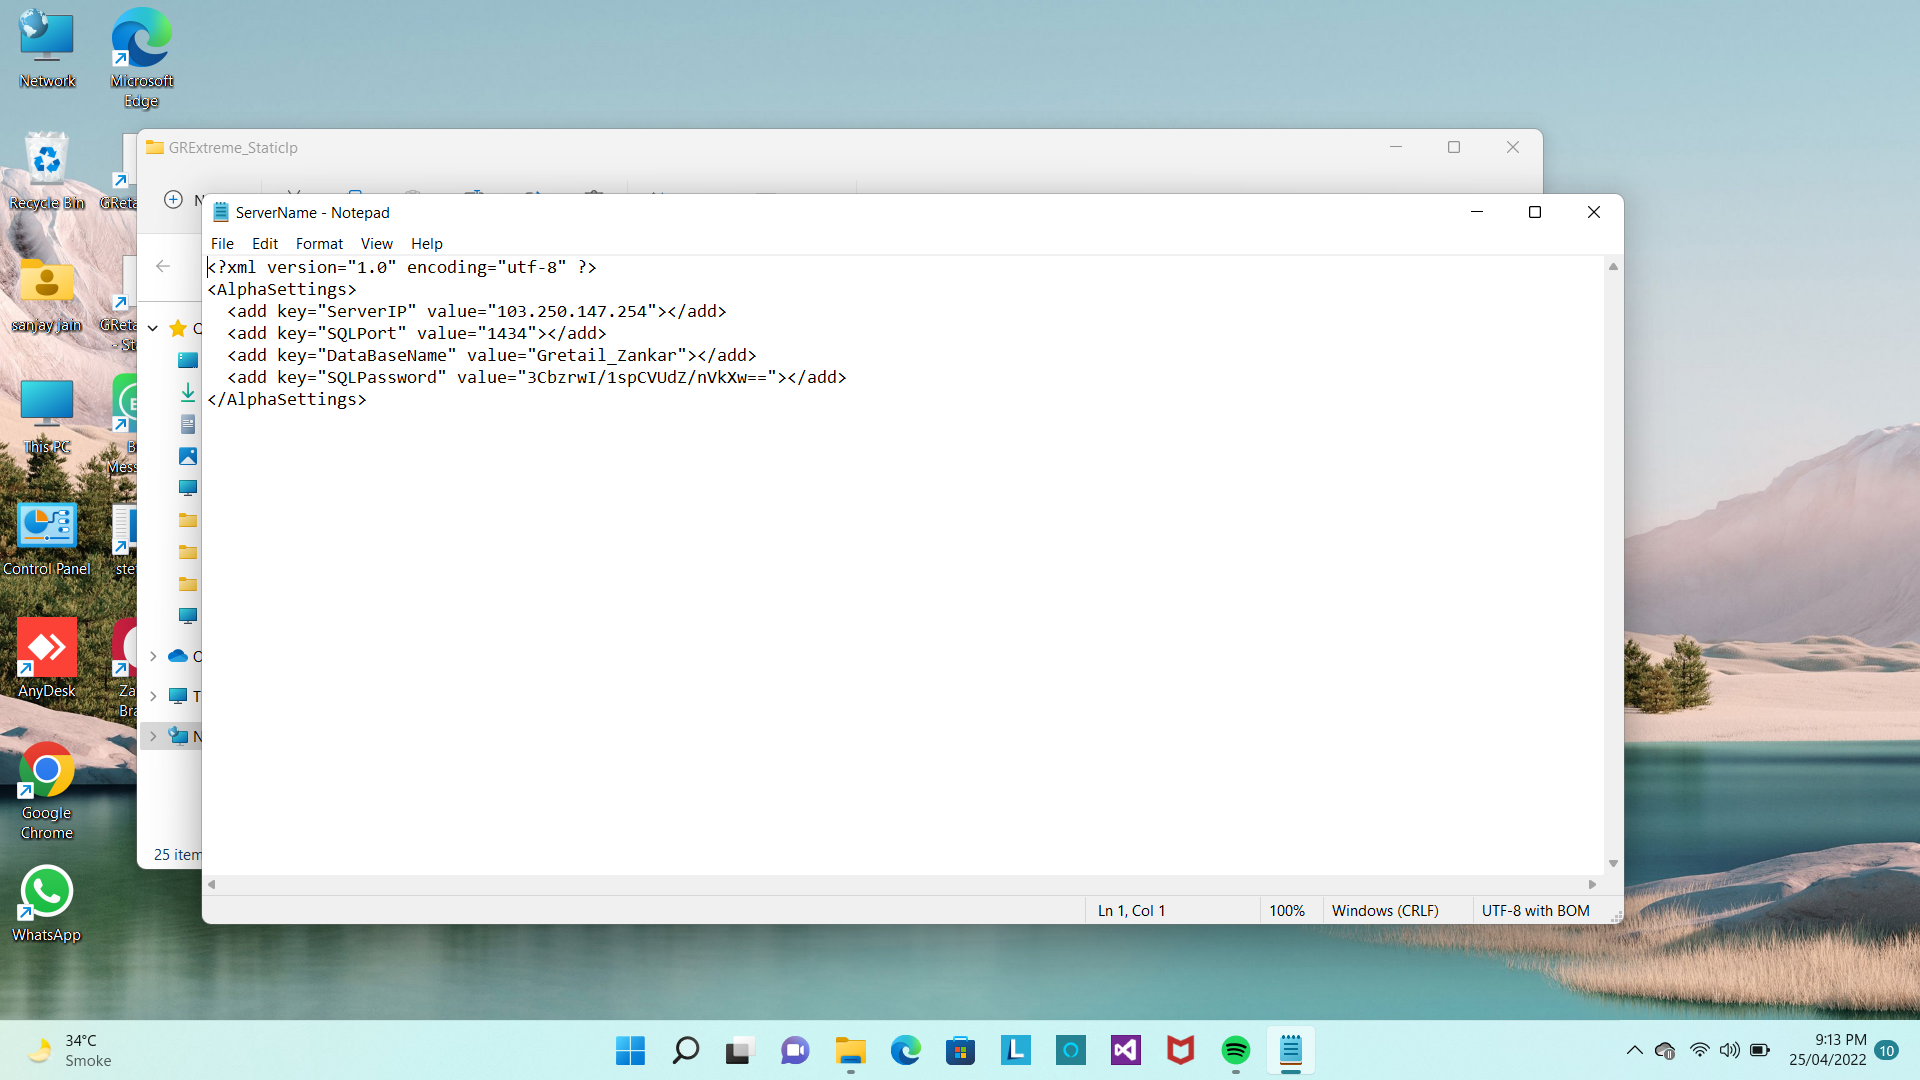 Network
Microsoft
Edge
Recycle Bin
sanjay jain
This PC
Control Panel
AnyDesk
Google
Chrome
WhatsApp
GRExtreme_StaticIp
ServerName - Notepad
File Edit Format View Help
<?xml version="1.0" encoding="utf-8" ?>
<AlphaSettings>
<add key="ServerIP" value="103.250.147.254"></add>
<add key="SQLPort" value="1434"></add>
<add key="DataBaseName" value="Gretail_Zankar"></add>
<add key="SQLPassword" value="3CbzrwI/1spCVUdZ/nVkXw=="></add>
</AlphaSettings>
25 item
Ln 1, Col 1 100% Windows (CRLF) UTF-8 with BOM
34°C
Smoke
9:13 PM
25/04/2022
10